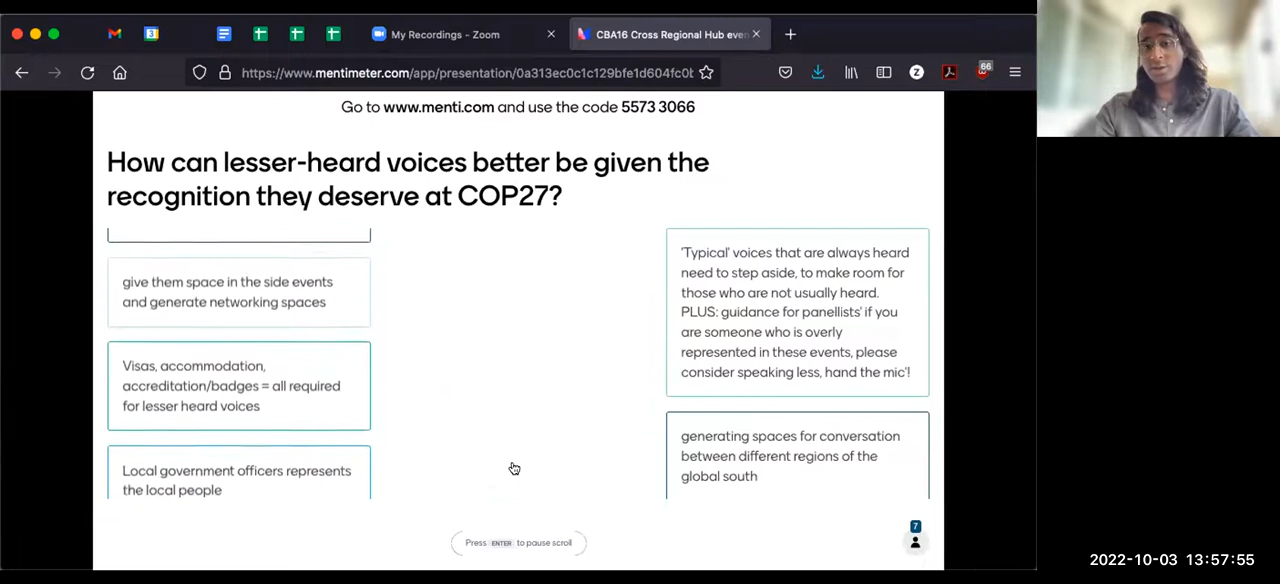 My Recordings - Zoom
CBA16 Cross Regional Hub even
https://www.mentimeter.com/app/presentation/0a313ec0c1c129bfe1d604fc0b
66
Go to www.menti.com and use the code 5573 3066
How can lesser-heard voices better be given the
recognition they deserve at COP27?
give them space in the side events
and generate networking spaces
Visas, accommodation,
accreditation/badges = all required
for lesser heard voices
Local government officers represents
the local people
'Typical' voices that are always heard
need to step aside, to make room for
those who are not usually heard.
PLUS: guidance for panellists' if you
are someone who is overly
represented in these events, please
consider speaking less, hand the mic'!
generating spaces for conversation
between different regions of the
global south
Press ENTER to pause scroll
7
2022-10-03 13:57:55